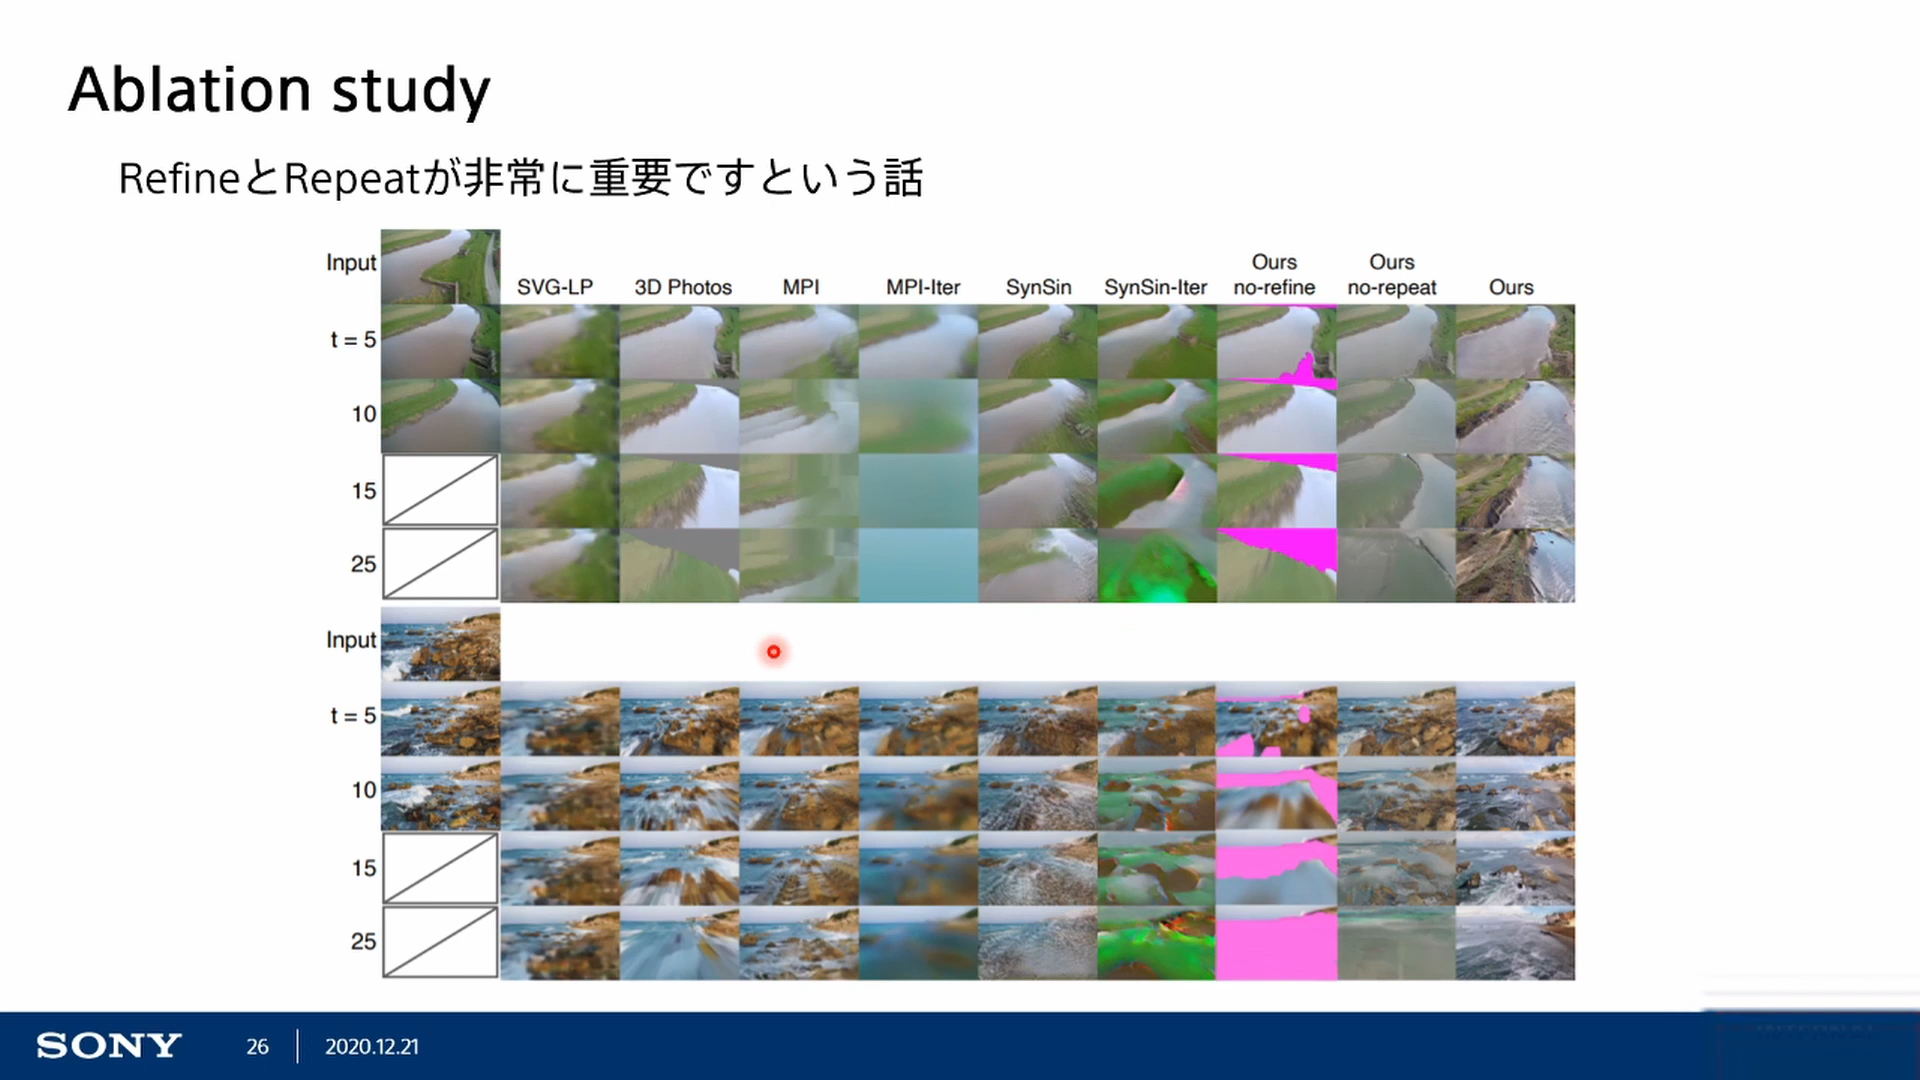 Ablation study
RefineとRepeatが非常に重要ですという話
Input
SVG-LP 3D Photos MPI MPI-Iter SynSin SynSin-Iter Ours no-refine Ours no-repeat Ours
t = 5
10
15
25
Input
t = 5
10
15
25
SONY 26 2020.12.21